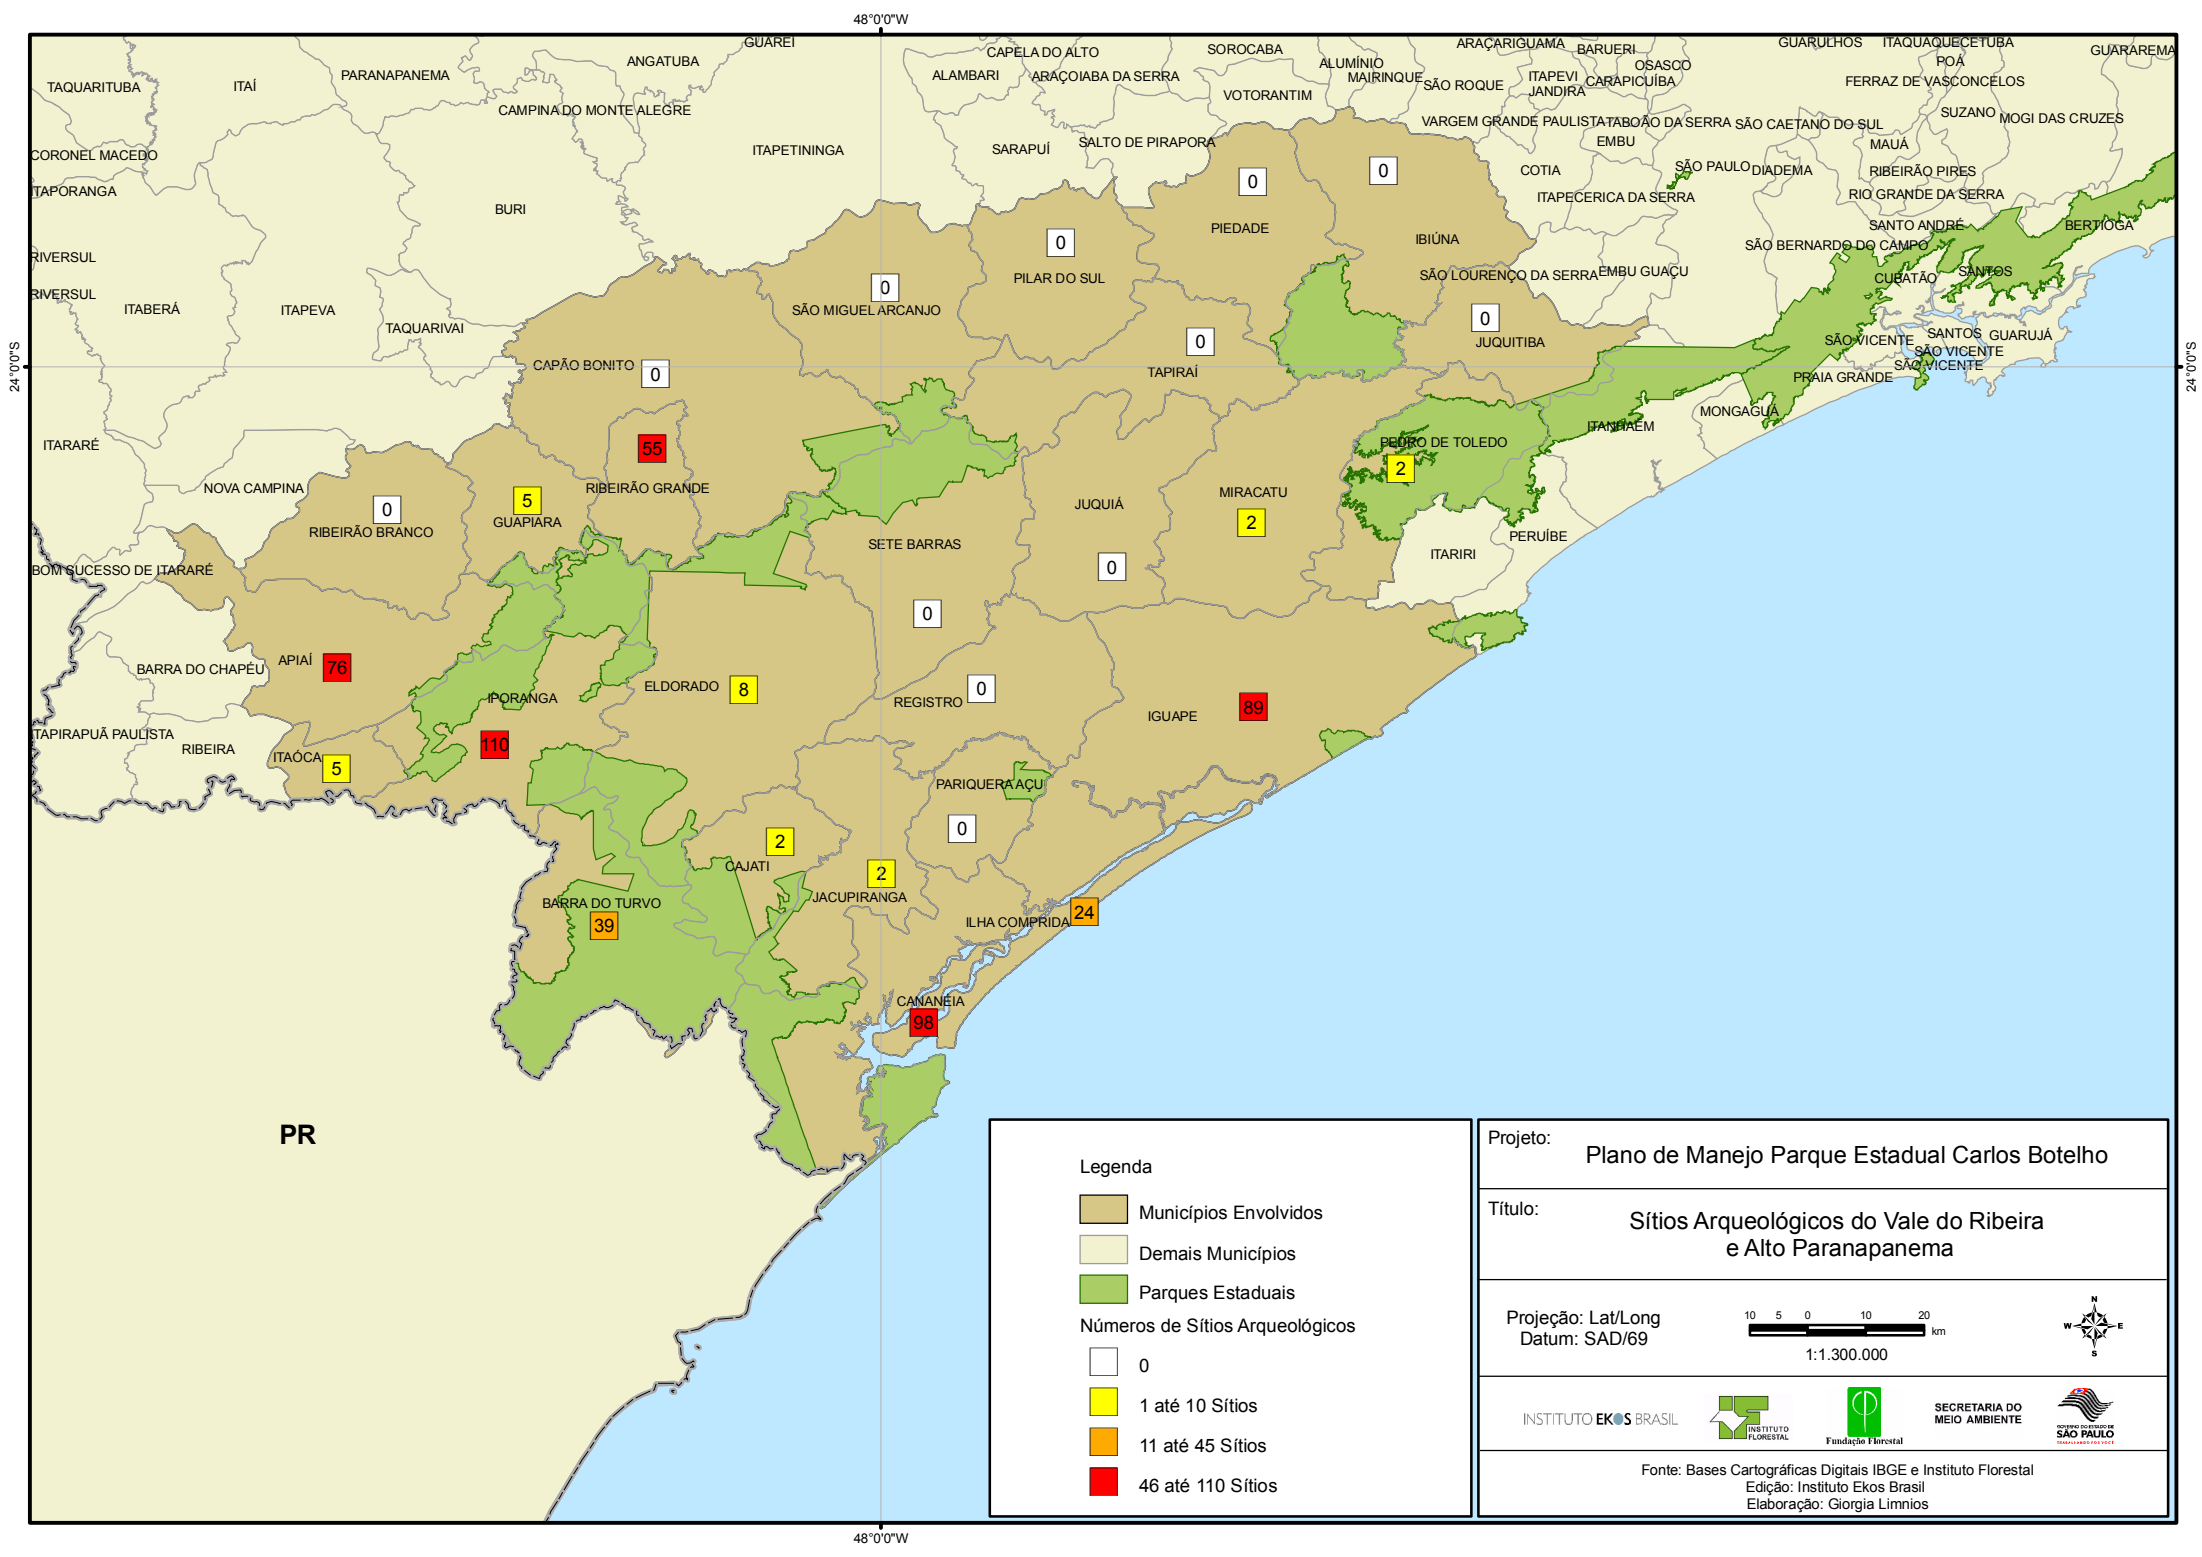 48°0'0"W
GUAREÍ
CAPELA DO ALTO
SOROCABA
ARAÇARIGUAMA
BARUERI
GUARULHOS
ITAQUAQUECETUBA
GUARAREMA
ANGATUBA
ALUMÍNIO
OSASCO
POÁ
TAQUARITUBA
ITAÍ
PARANAPANEMA
ALAMBARI
ARAÇOIABA DA SERRA
MAIRINQUE
SÃO ROQUE
ITAPEVI
JANDIRA
CARAPICUÍBA
FERRAZ DE VASCONCELOS
CAMPINA DO MONTE ALEGRE
VOTORANTIM
VARGEM GRANDE PAULISTA
TABOÃO DA SERRA
SÃO CAETANO DO SUL
SUZANO
MOGI DAS CRUZES
CORONEL MACEDO
ITAPETININGA
SARAPUÍ
SALTO DE PIRAPORA
EMBU
MAUÁ
ITAPORANGA
COTIA
SÃO PAULO
DIADEMA
RIBEIRÃO PIRES
BURI
0
0
ITAPECERICA DA SERRA
RIO GRANDE DA SERRA
PIEDADE
IBIÚNA
SANTO ANDRÉ
BERTIOGA
RIVERSUL
0
PILAR DO SUL
SÃO BERNARDO DO CAMPO
RIVERSUL
SÃO LOURENÇO DA SERRA
EMBU GUAÇU
CUBATÃO
SANTOS
ITABERÁ
ITAPEVA
TAQUARIVAI
0
SÃO MIGUEL ARCANJO
0
JUQUITIBA
SÃO VICENTE
SANTOS
GUARUJÁ
SÃO VICENTE
SÃO VICENTE
24°0'0"S
CAPÃO BONITO
0
0
TAPIRAÍ
PRAIA GRANDE
24°0'0"S
MONGAGUÁ
ITANHAÉM
ITARARÉ
55
RIBEIRÃO GRANDE
PEDRO DE TOLEDO
2
NOVA CAMPINA
0
RIBEIRÃO BRANCO
5
GUAPIARA
JUQUIÁ
MIRACATU
2
SETE BARRAS
PERUÍBE
ITARIRI
BOM SUCESSO DE ITARARÉ
0
0
BARRA DO CHAPÉU
APIAÍ
76
IPORANGA
ELDORADO
8
REGISTRO
0
IGUAPE
89
ITAPIRAPUÃ PAULISTA
RIBEIRA
ITAÓCA
5
110
PARIQUERA AÇU
0
2
CAJATI
2
JACUPIRANGA
BARRA DO TURVO
39
ILHA COMPRIDA
24
CANANÉIA
98
PR
Legenda
Municípios Envolvidos
Demais Municípios
Parques Estaduais
Números de Sítios Arqueológicos
0
1 até 10 Sítios
11 até 45 Sítios
46 até 110 Sítios
Projeto:
Plano de Manejo Parque Estadual Carlos Botelho
Título:
Sítios Arqueológicos do Vale do Ribeira
e Alto Paranapanema
Projeção: Lat/Long
Datum: SAD/69
10 5 0 10 20
km
1:1.300.000
N
W E
S
INSTITUTO EKOS BRASIL
INSTITUTO
FLORESTAL
Fundação Florestal
SECRETARIA DO
MEIO AMBIENTE
GOVERNO DO ESTADO DE
SÃO PAULO
TRABALHANDO POR VOCÊ
Fonte: Bases Cartográficas Digitais IBGE e Instituto Florestal
Edição: Instituto Ekos Brasil
Elaboração: Giorgia Limnios
48°0'0"W